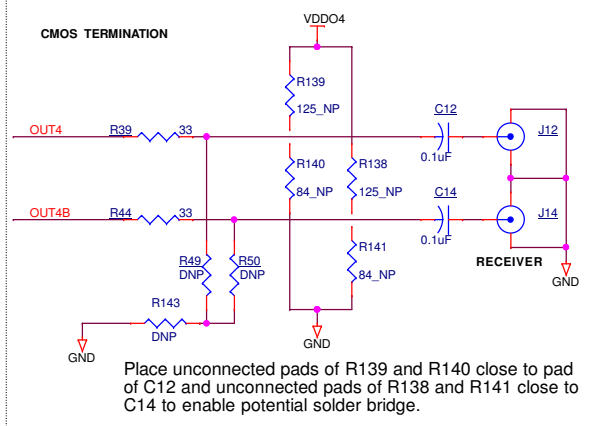 VDDO4
CMOS TERMINATION
R139
125_NP
OUT4
R39
33
C12
0.1uF
J12
R140
84_NP
R138
125_NP
OUT4B
R44
33
C14
0.1uF
J14
R49
DNP
R50
R141
84_NP
RECEIVER
GND
R143
DNP
GND
GND
Place unconnected pads of R139 and R140 close to pad
of C12 and unconnected pads of R138 and R141 close to
C14 to enable potential solder bridge.